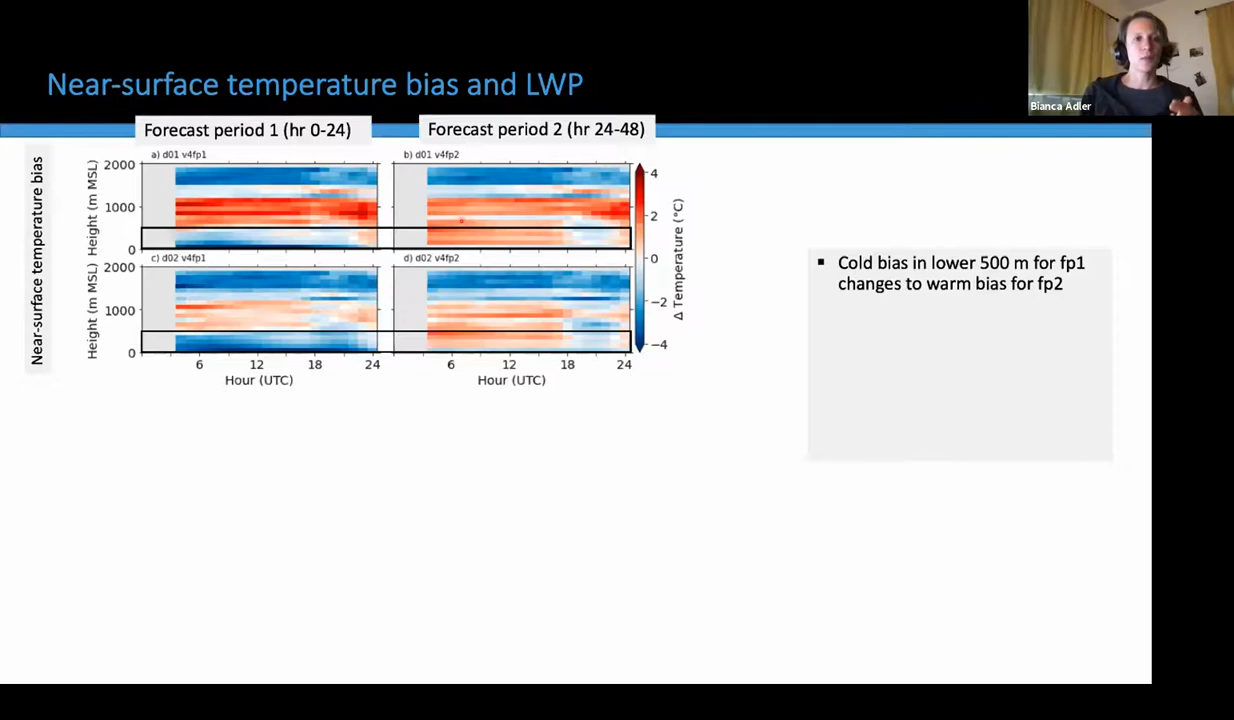 Bianca Adler
Near-surface temperature bias and LWP
Forecast period 1 (hr 0-24)
Forecast period 2 (hr 24-48)
Near-surface temperature bias
a) d01 v4fp1
b) d01 v4fp2
Height (m MSL)
2000
1000
0
c) d02 v4fp1
d) d02 v4fp2
Height (m MSL)
2000
1000
0
6 12 18 24
6 12 18 24
Hour (UTC)
Hour (UTC)
4
2
0
−2
−4
Δ Temperature (°C)
▪ Cold bias in lower 500 m for fp1
changes to warm bias for fp2